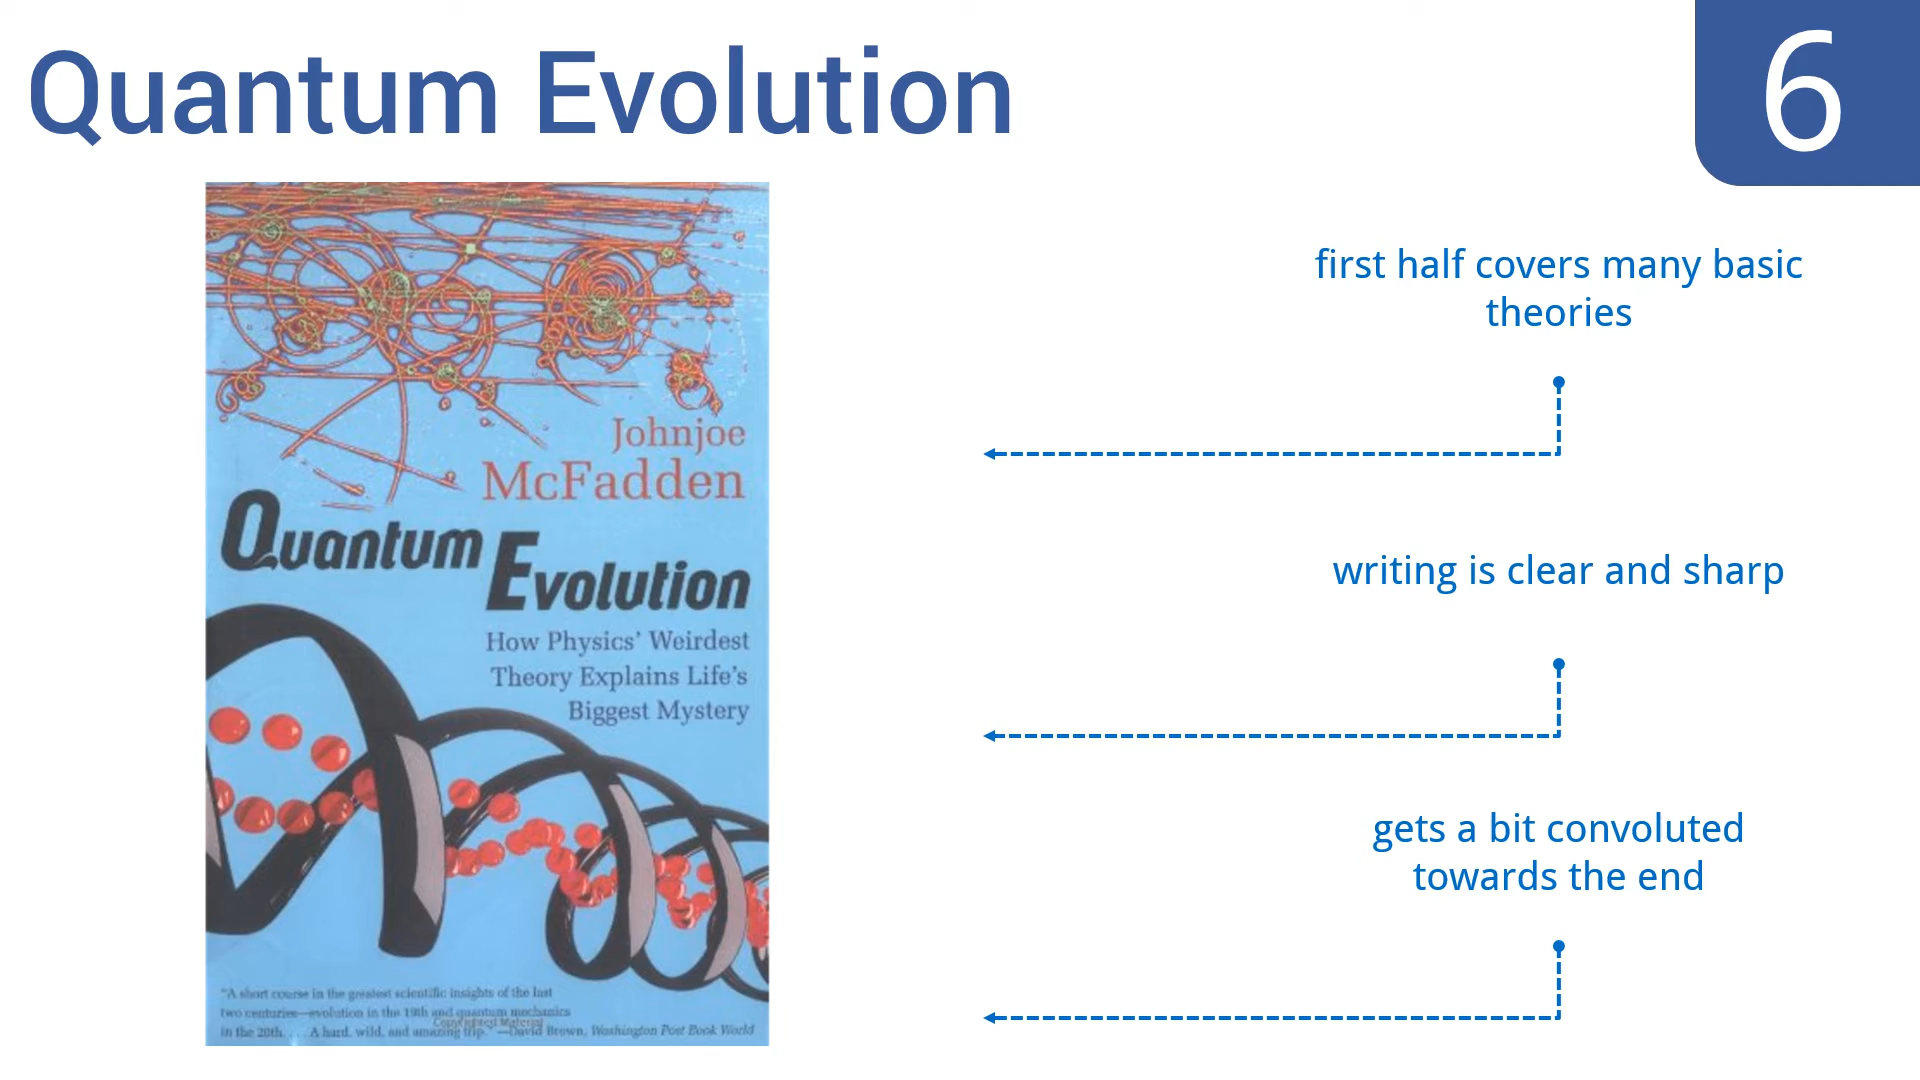 Quantum Evolution
6
first half covers many basic
theories
Johnjoe
McFadden
Quantum
Evolution
writing is clear and sharp
How Physics' Weirdest
Theory Explains Life's
Biggest Mystery
gets a bit convoluted
towards the end
"A short course in the greatest scientific insights of the last
two centuries—evolution in the 19th and quantum mechanics
in the 20th. . . . A hard, wild, and amazing trip." —David Brown, Washington Post Book World
Copyrighted Material